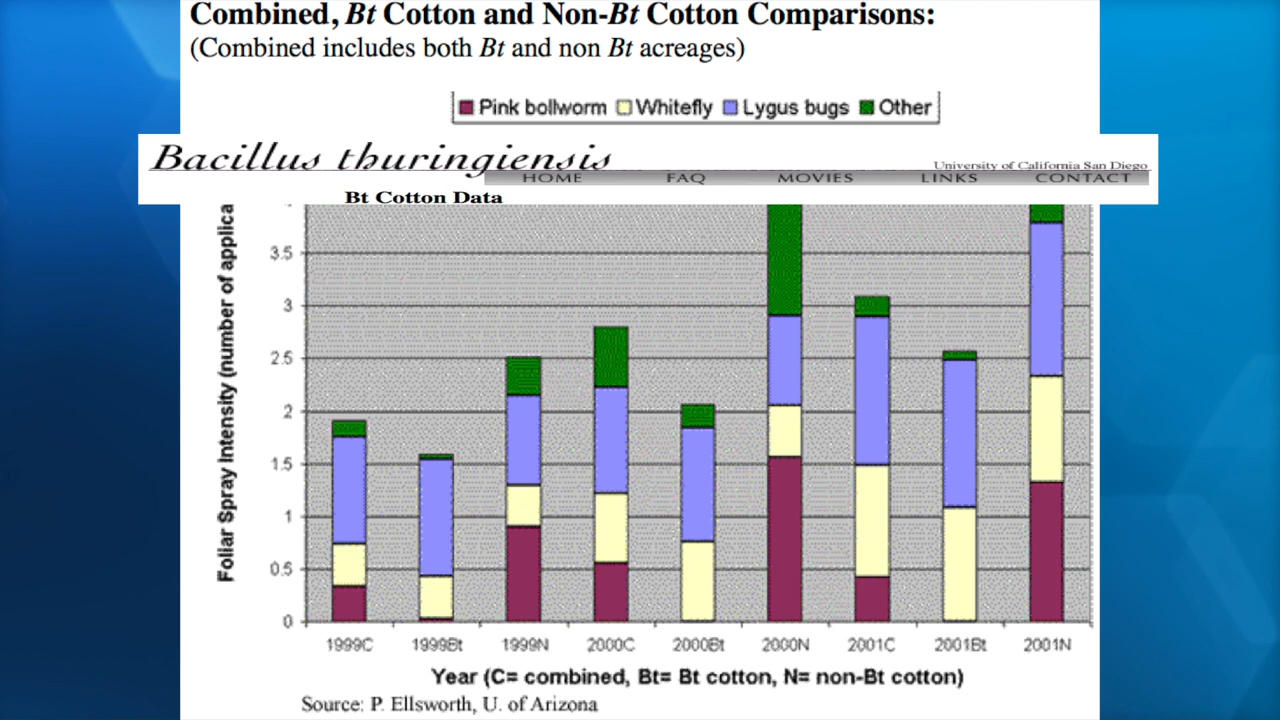 Combined, Bt Cotton and Non-Bt Cotton Comparisons:
(Combined includes both Bt and non Bt acreages)
Pink bollworm Whitefly Lygus bugs Other
Bacillus thuringiensis
University of California San Diego
HOME FAQ MOVIES LINKS CONTACT
Bt Cotton Data
Foliar Spray Intensity (number of applica
3.5
3
2.5
2
1.5
1
0.5
0
1999C 1999Bt 1999N 2000C 2000Bt 2000N 2001C 2001Bt 2001N
Year (C= combined, Bt= Bt cotton, N= non-Bt cotton)
Source: P. Ellsworth, U. of Arizona